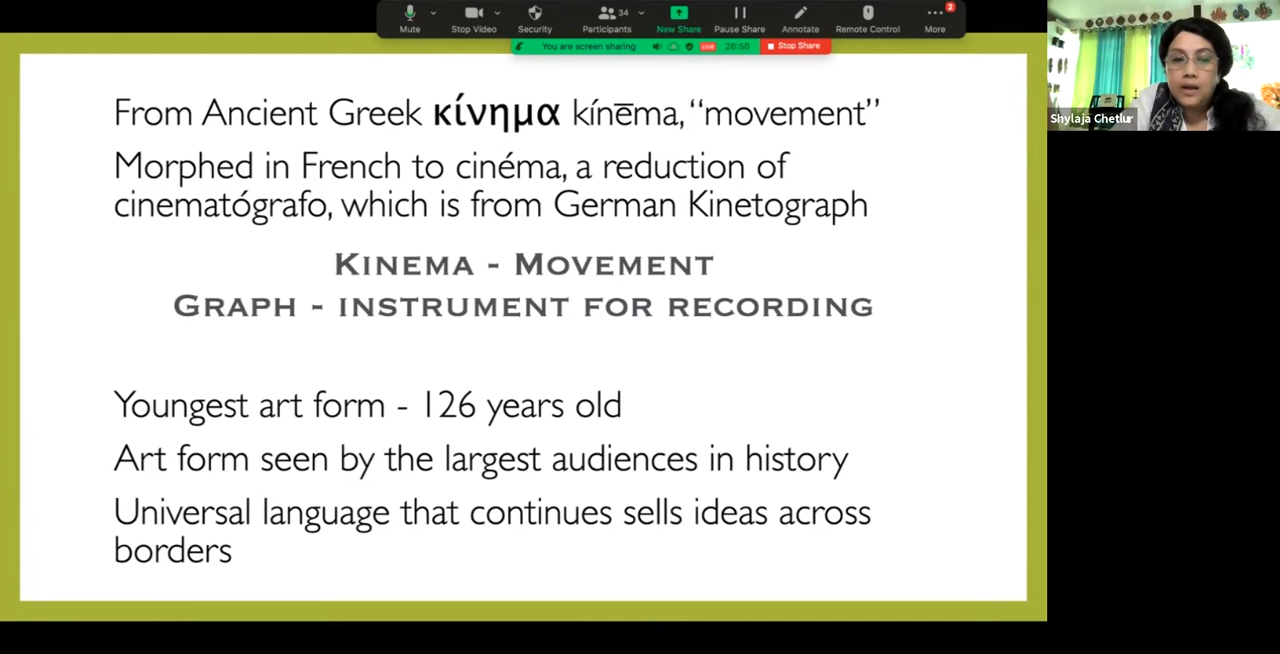 34
2
Mute
Stop Video
Security
Participants
New Share
Pause Share
Annotate
Remote Control
More
You are screen sharing
LIVE
26:50
Stop Share
Shylaja Chetlur
From Ancient Greek κίνημα kínēma, “movement”
Morphed in French to cinéma, a reduction of
cinematógrafo, which is from German Kinetograph
Kinema - Movement
Graph - instrument for recording
Youngest art form - 126 years old
Art form seen by the largest audiences in history
Universal language that continues sells ideas across
borders